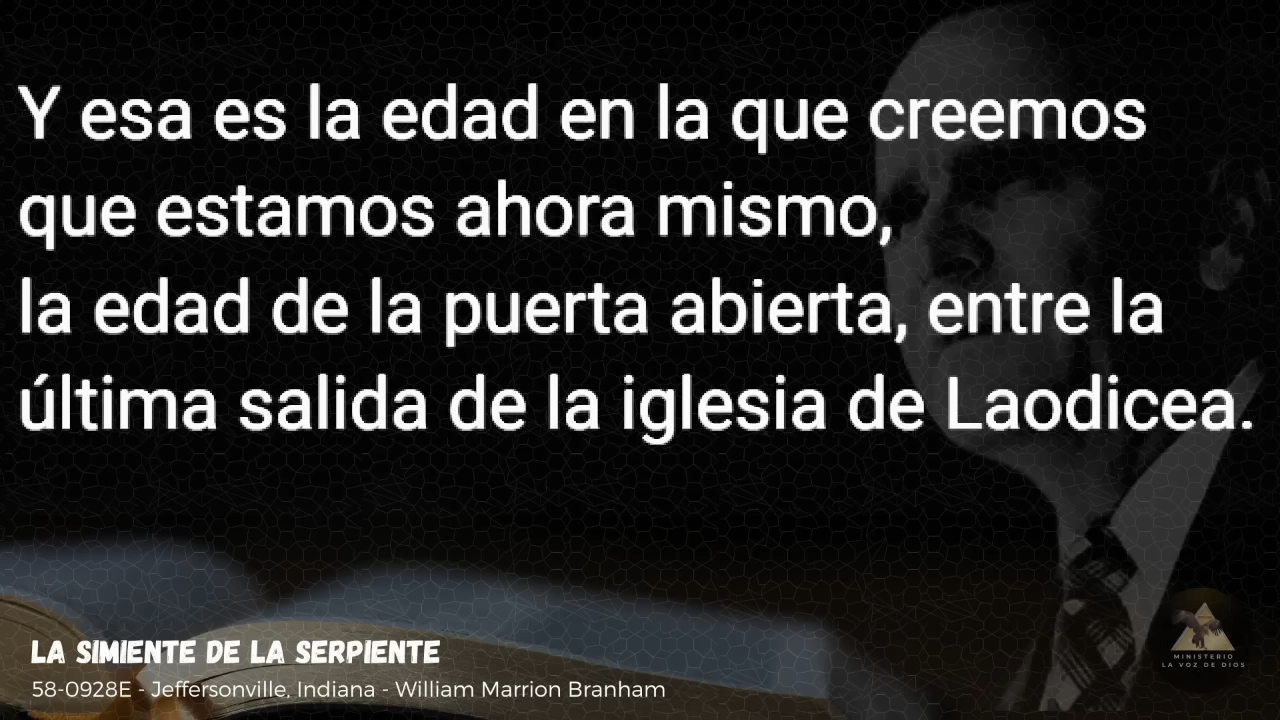 Y esa es la edad en la que creemos
que estamos ahora mismo,
la edad de la puerta abierta, entre la
última salida de la iglesia de Laodicea.
LA SIMIENTE DE LA SERPIENTE
58-0928E - Jeffersonville, Indiana - William Marrion Branham
MINISTERIO
LA VOZ DE DIOS